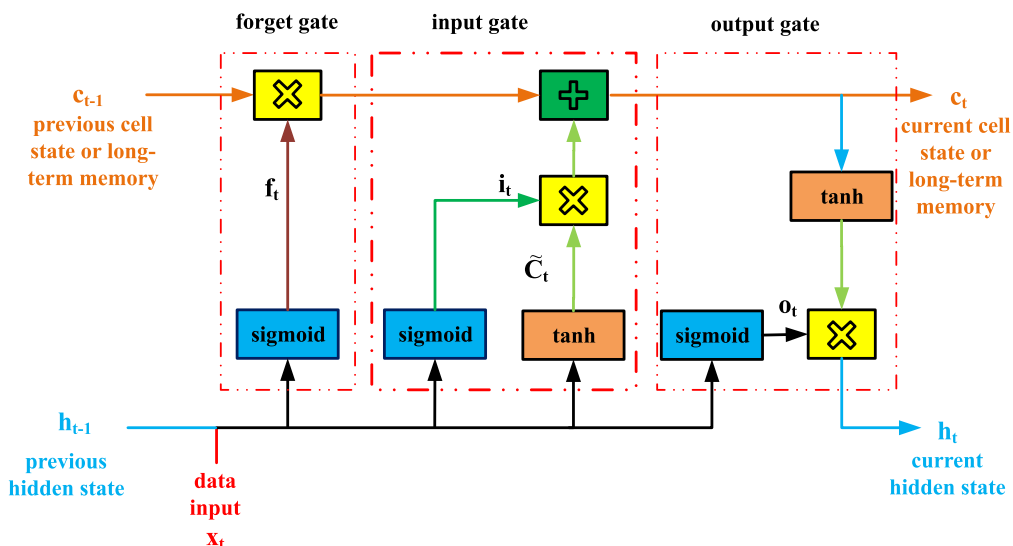 forget gate
input gate
output gate
cₜ₋₁
previous cell
state or long-
term memory
fₜ
iₜ
C̃ₜ
tanh
cₜ
current cell
state or
long-term
memory
sigmoid
sigmoid
tanh
sigmoid
oₜ
hₜ₋₁
previous
hidden state
data
input
xₜ
hₜ
current
hidden state